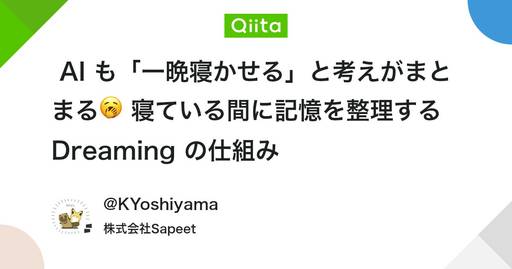 Qiita
AI も「一晩寝かせる」と考えがまと
まる🥱 寝ている間に記憶を整理する
Dreaming の仕組み
@KYoshiyama
株式会社Sapeet